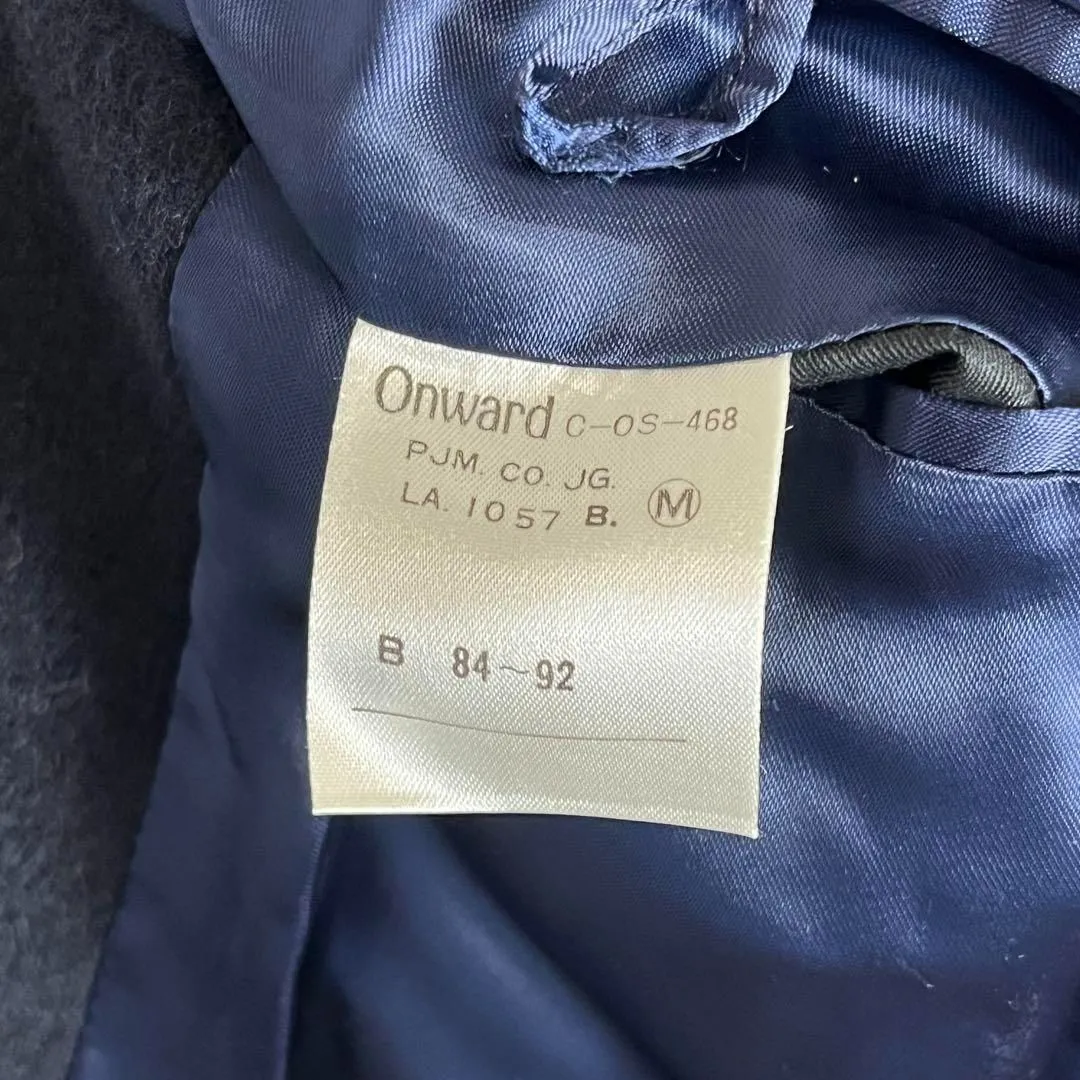 Onward C-OS-468
PJM. CO. JG.
LA. 1057 B. Ⓜ
B 84~92